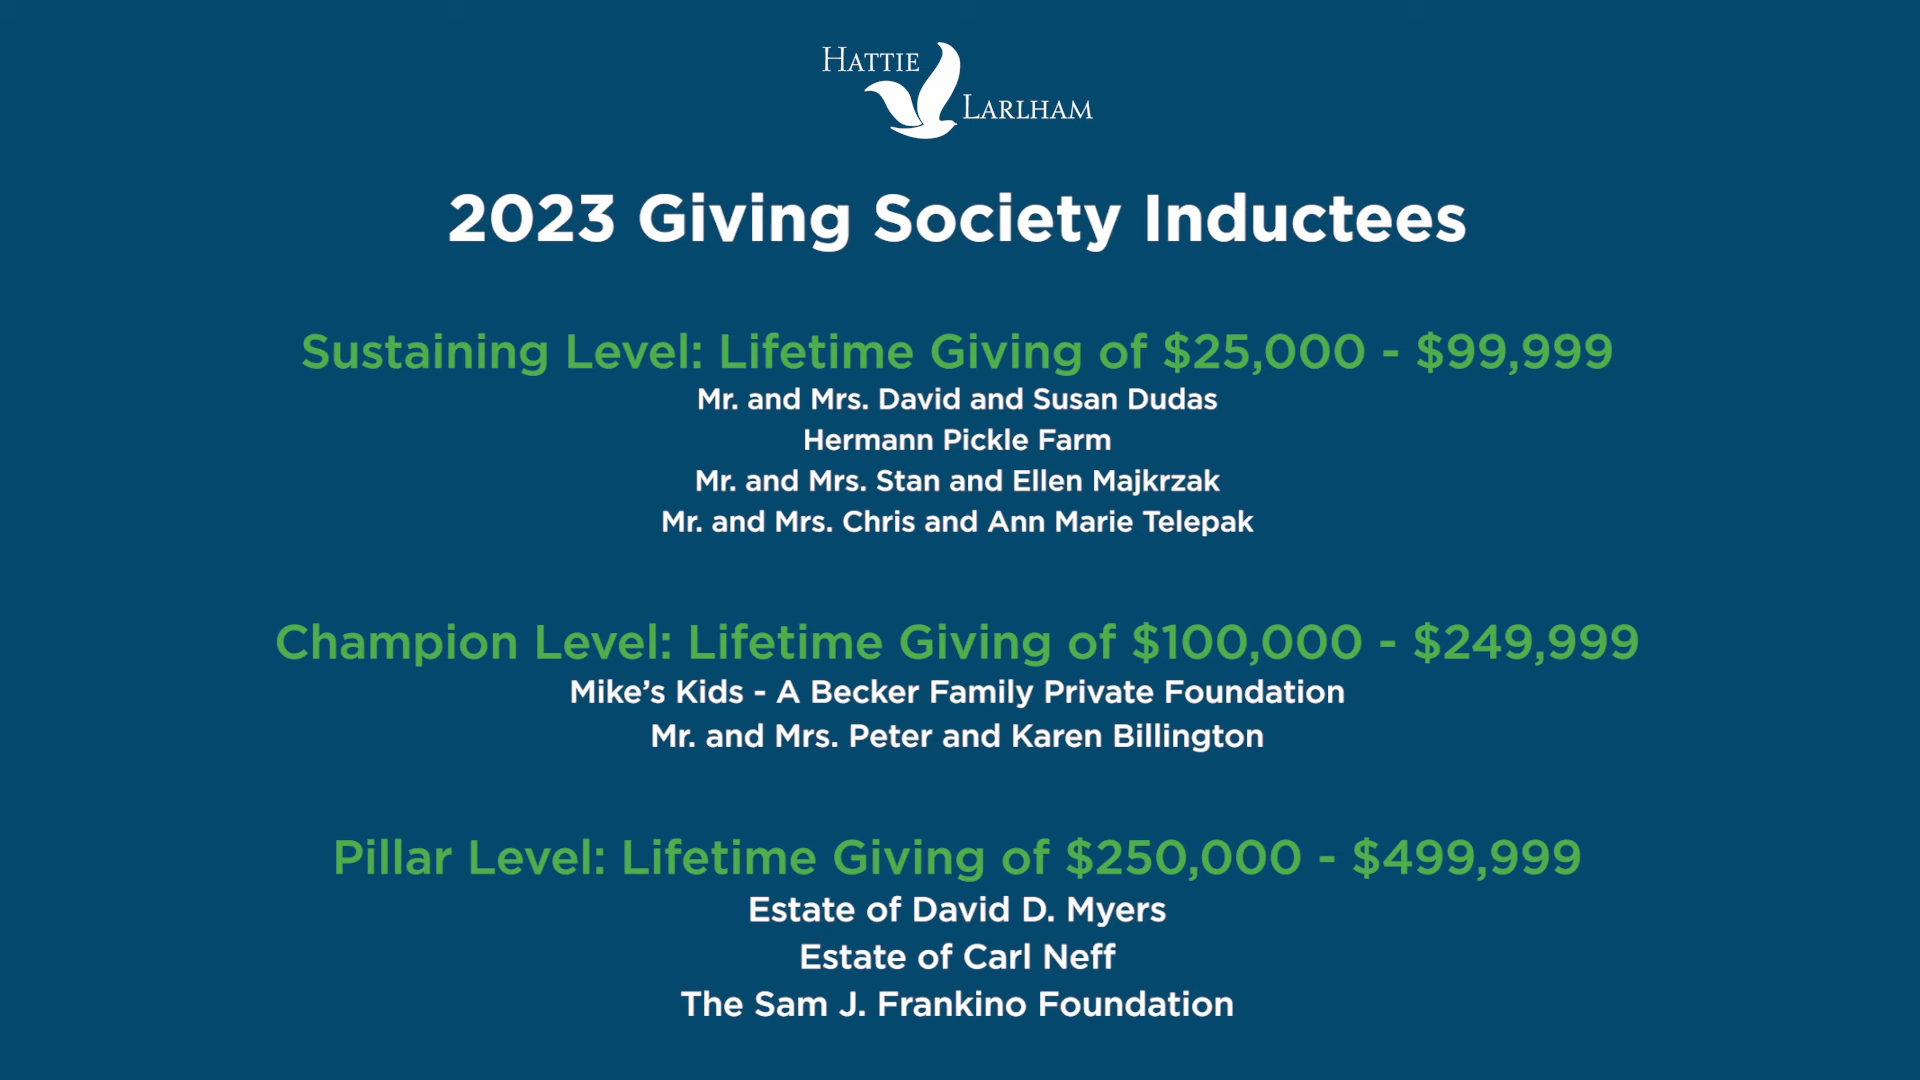 HATTIE
LARLHAM
2023 Giving Society Inductees
Sustaining Level: Lifetime Giving of $25,000 - $99,999
Mr. and Mrs. David and Susan Dudas
Hermann Pickle Farm
Mr. and Mrs. Stan and Ellen Majkrzak
Mr. and Mrs. Chris and Ann Marie Telepak
Champion Level: Lifetime Giving of $100,000 - $249,999
Mike’s Kids - A Becker Family Private Foundation
Mr. and Mrs. Peter and Karen Billington
Pillar Level: Lifetime Giving of $250,000 - $499,999
Estate of David D. Myers
Estate of Carl Neff
The Sam J. Frankino Foundation